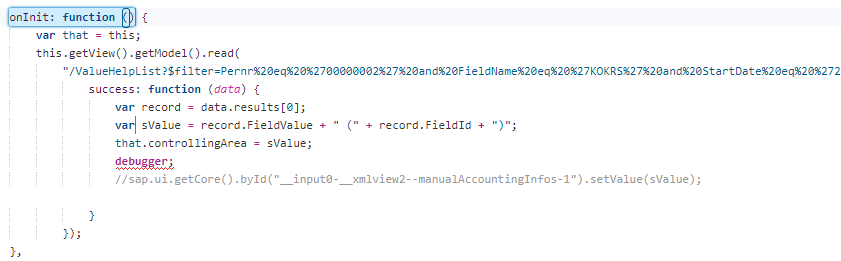 onInit: function () {
var that = this;
this.getView().getModel().read(
"/ValueHelpList?$filter=Pernr%20eq%20%2700000002%27%20and%20FieldName%20eq%20%27KOKRS%27%20and%20StartDate%20eq%20%272
success: function (data) {
var record = data.results[0];
var sValue = record.FieldValue + " (" + record.FieldId + ")";
that.controllingArea = sValue;
debugger;
//sap.ui.getCore().byId("__input0-__xmlview2--manualAccountingInfos-1").setValue(sValue);
}
});
},